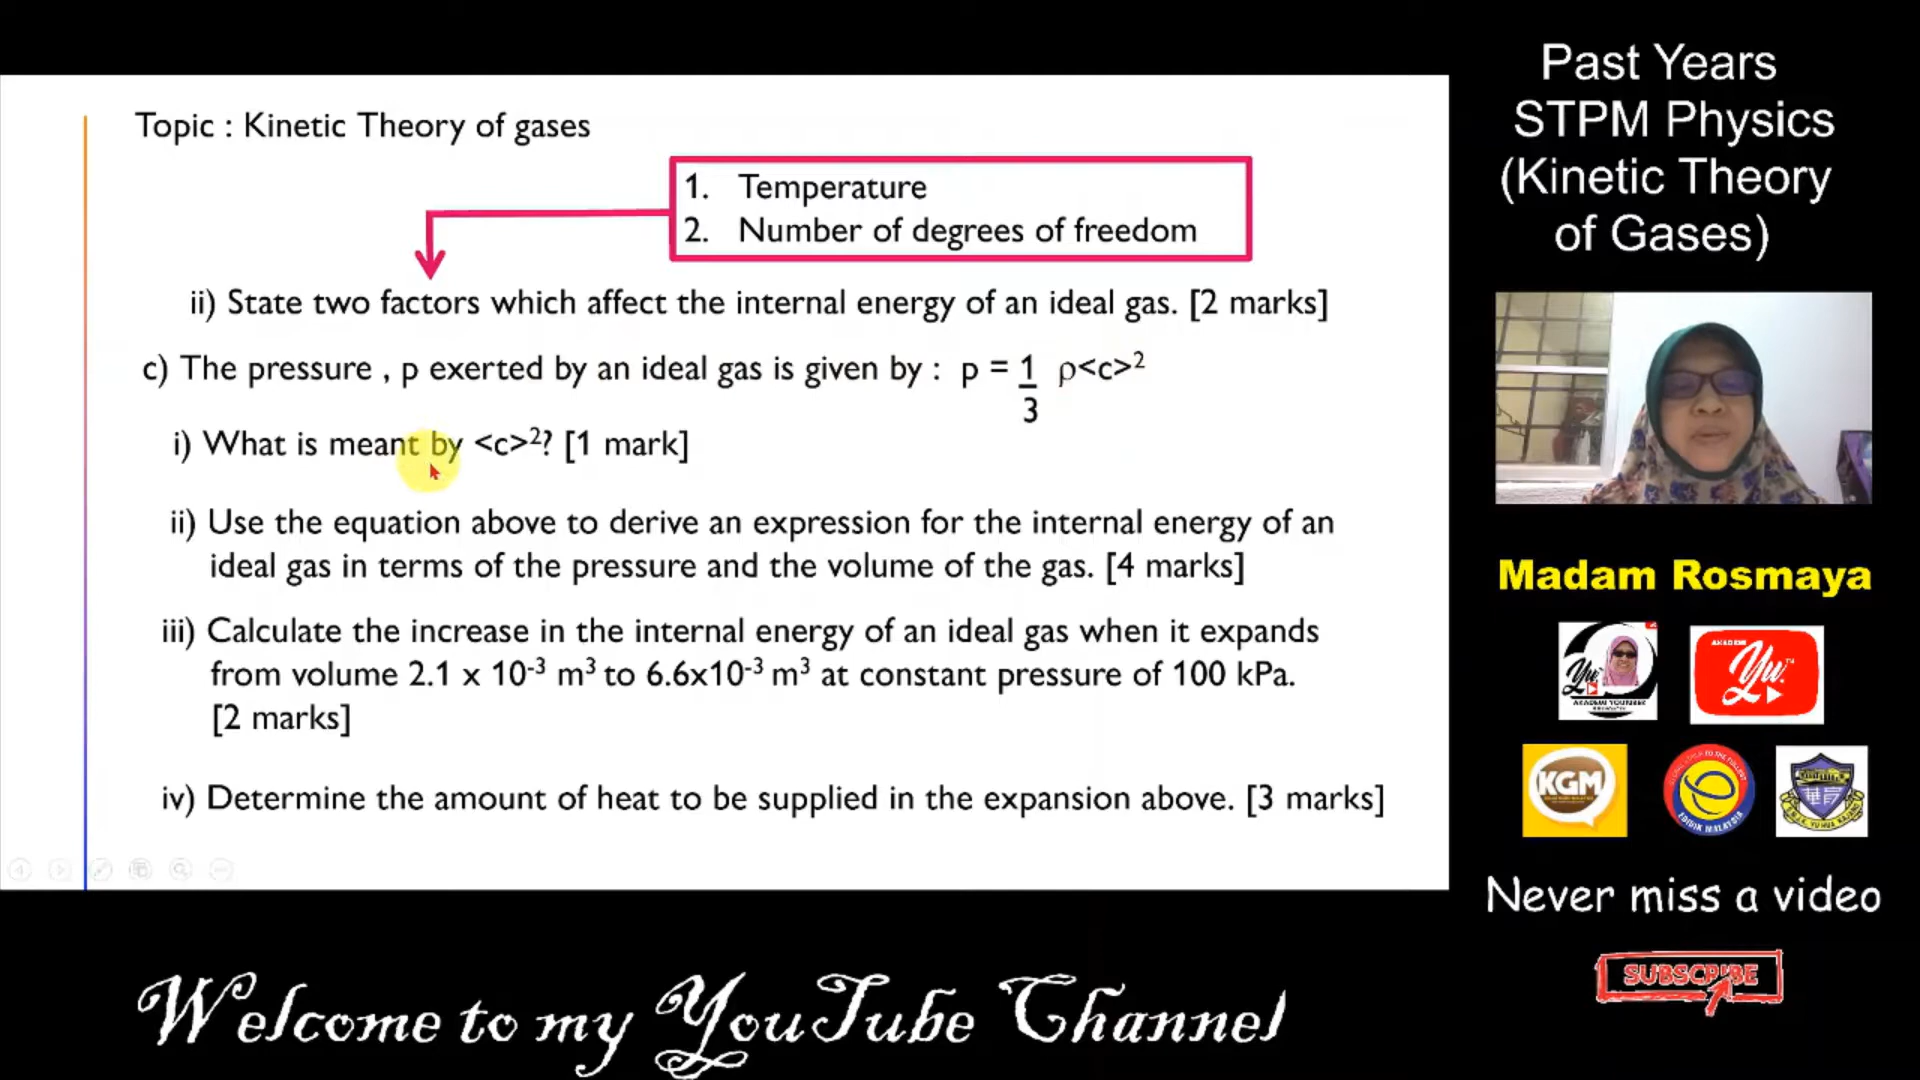 Past Years
STPM Physics
(Kinetic Theory
of Gases)
Topic : Kinetic Theory of gases
1. Temperature
2. Number of degrees of freedom
ii) State two factors which affect the internal energy of an ideal gas. [2 marks]
c) The pressure , p exerted by an ideal gas is given by : p = 1/3 ρ<c>²
i) What is meant by <c>²? [1 mark]
ii) Use the equation above to derive an expression for the internal energy of an
ideal gas in terms of the pressure and the volume of the gas. [4 marks]
iii) Calculate the increase in the internal energy of an ideal gas when it expands
from volume 2.1 x 10⁻³ m³ to 6.6x10⁻³ m³ at constant pressure of 100 kPa.
[2 marks]
iv) Determine the amount of heat to be supplied in the expansion above. [3 marks]
Madam Rosmaya
Yu
AKADEMI YOUTUBER
AKADEMI
Yu
KGM
EDIDIK MALAYSIA
Never miss a video
SUBSCRIBE
Welcome to my YouTube Channel